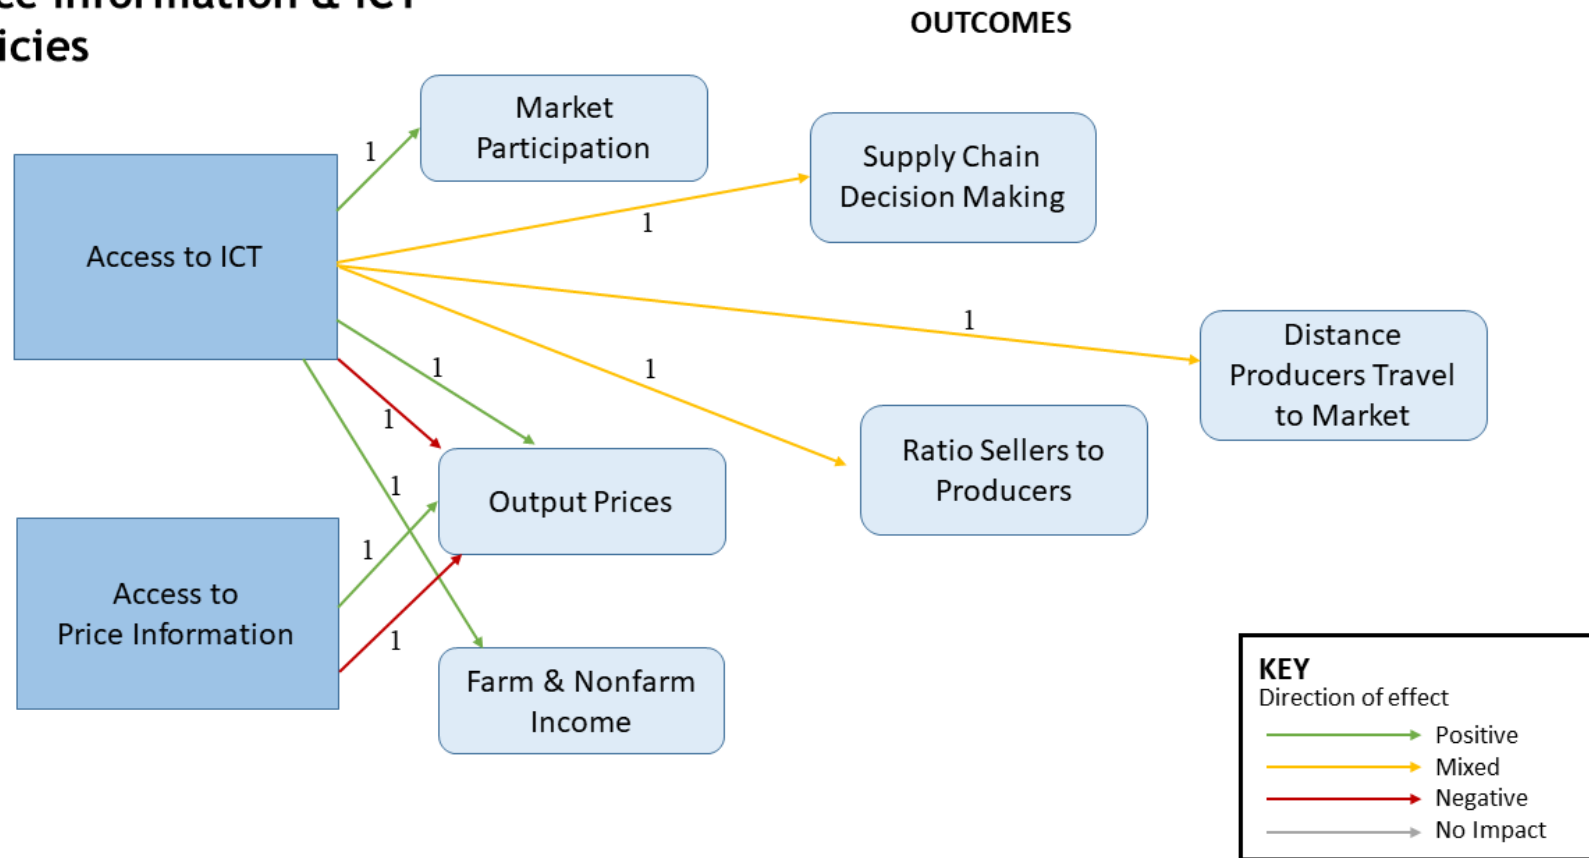 OUTCOMES
icies
Market
Participation
1
Supply Chain
Decision Making
1
Access to ICT
1
Distance
Producers Travel
to Market
1
1
1
Ratio Sellers to
Producers
Output Prices
1
1
Access to
Price Information
1
Farm & Nonfarm
Income
KEY
Direction of effect
Positive
Mixed
Negative
No Impact